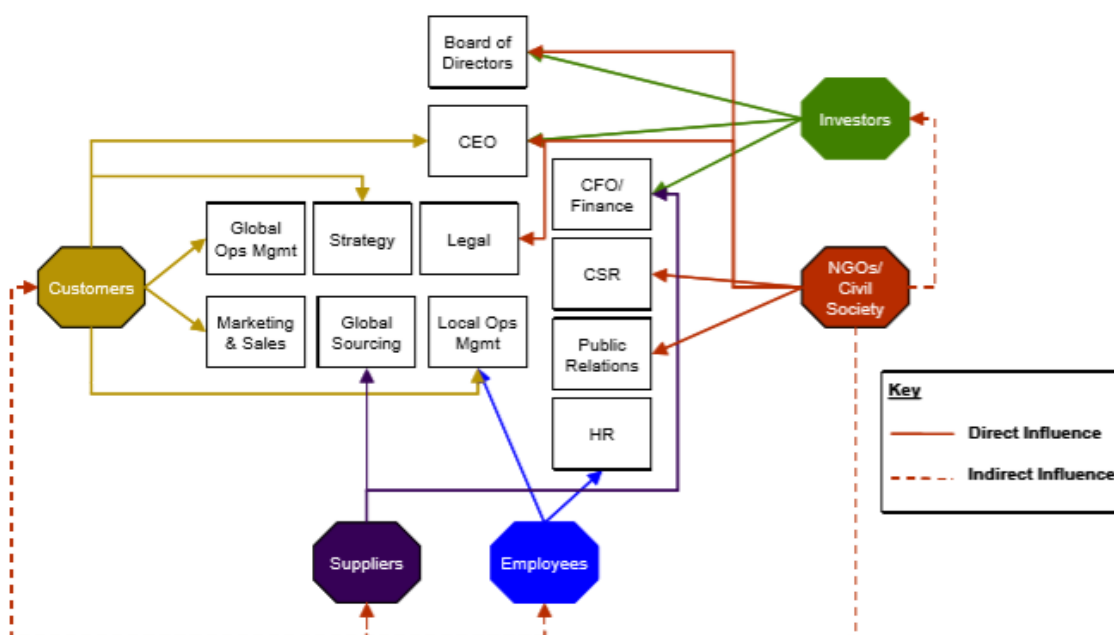 Board of
Directors
Investors
CEO
CFO/
Finance
Global
Ops Mgmt
Strategy
Legal
CSR
NGOs/
Civil
Society
Customers
Marketing
& Sales
Global
Sourcing
Local Ops
Mgmt
Public
Relations
HR
Key
Direct Influence
Indirect Influence
Suppliers
Employees